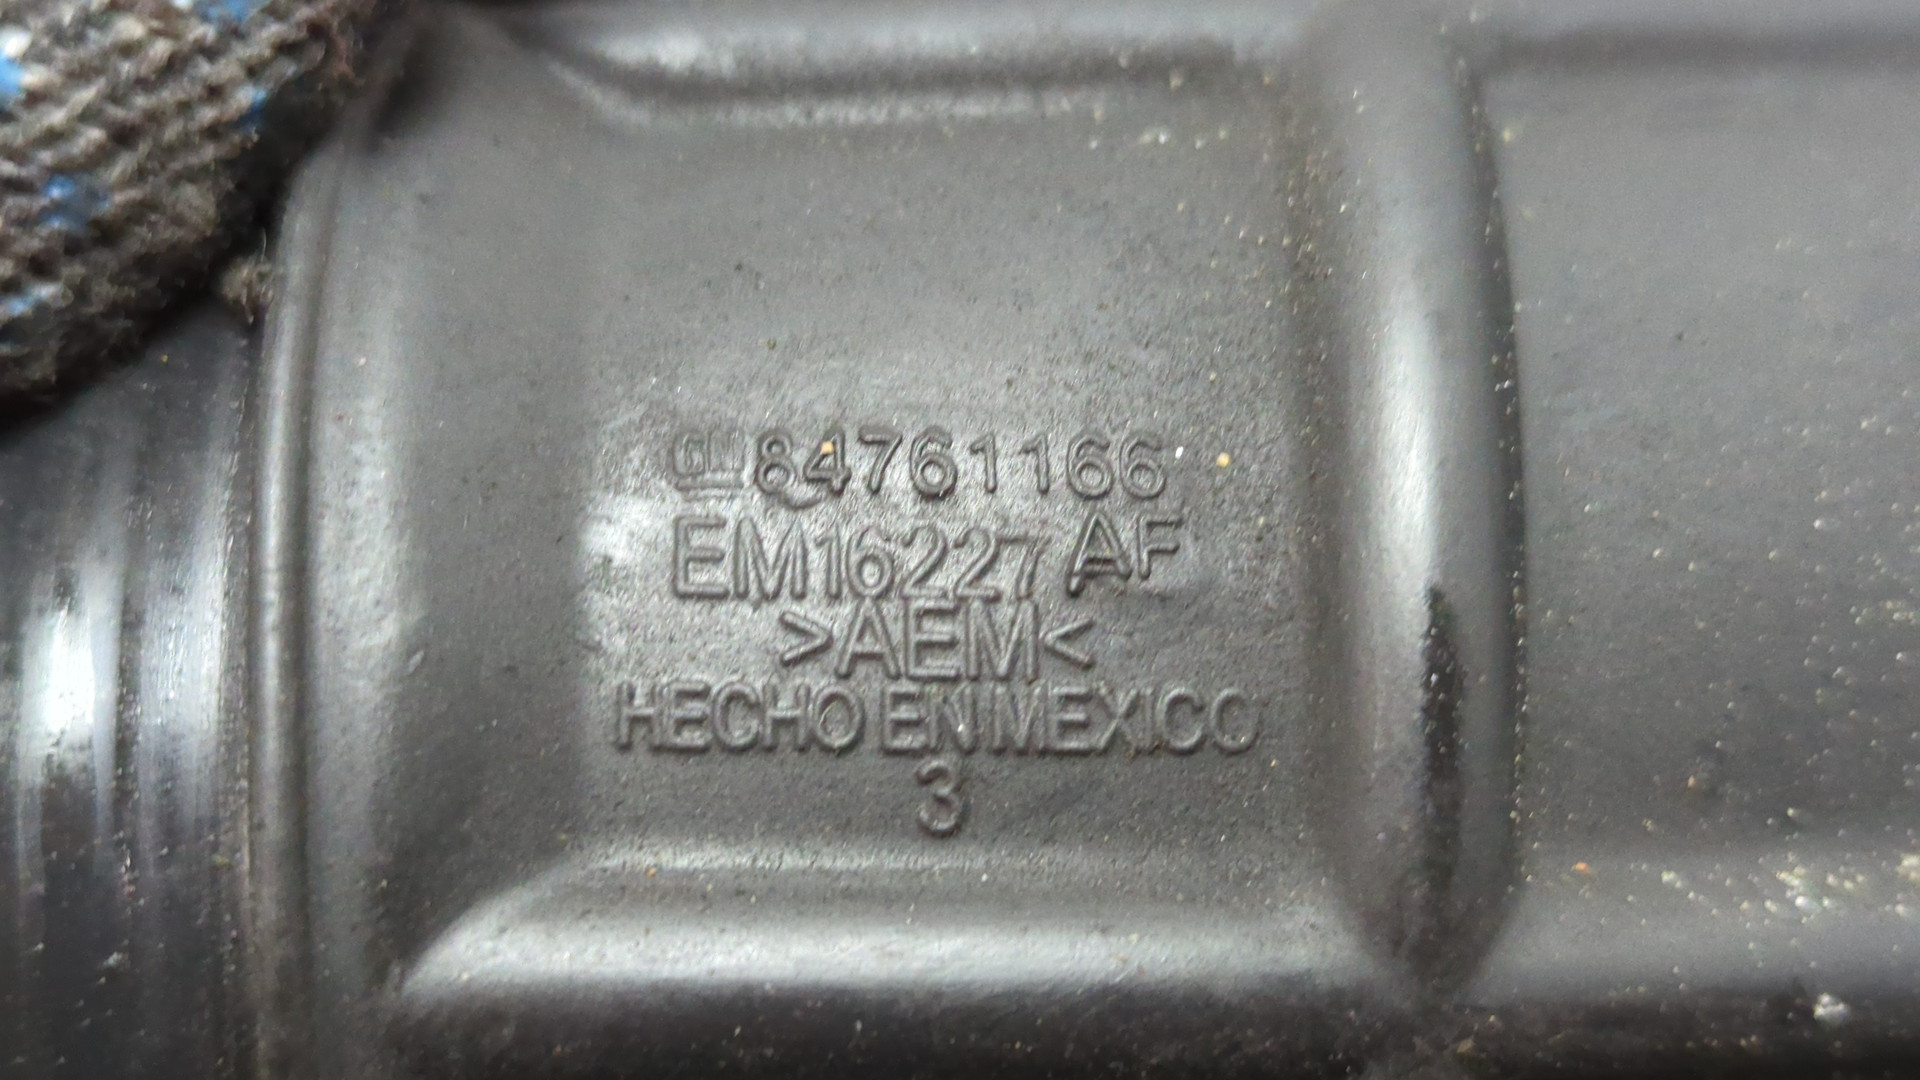 GM 84761166
EM16227 AF
>AEM<
HECHO EN MEXICO
3